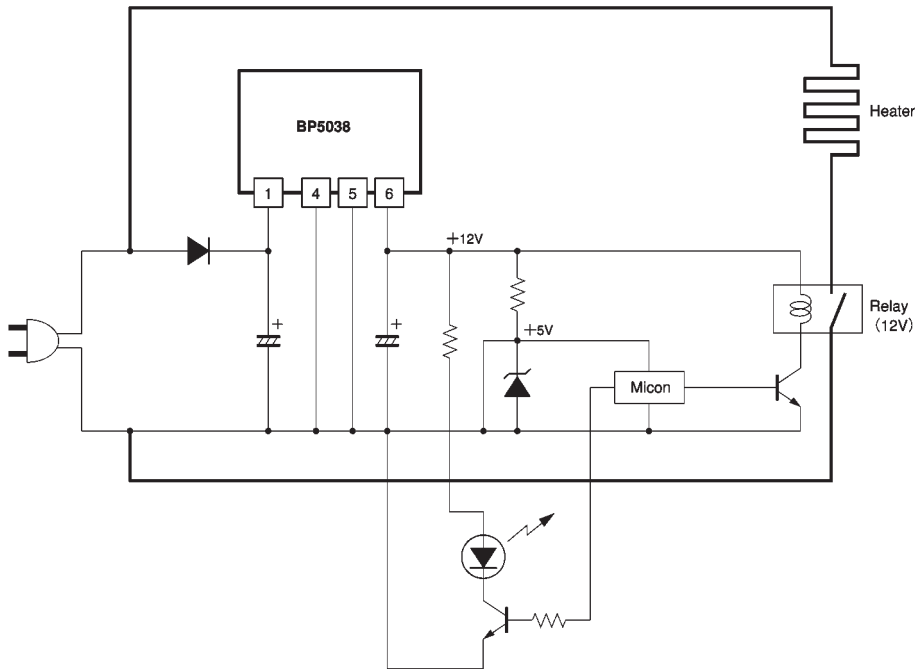 BP5038
1 4 5 6
Heater
+12V
+
+
+5V
Relay
(12V)
Micon